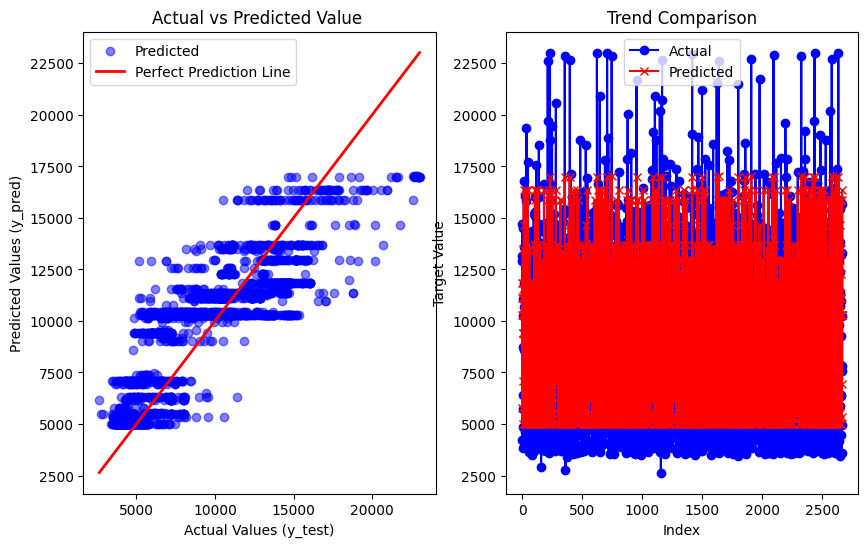 Actual vs Predicted Value
Predicted
Perfect Prediction Line
22500
20000
17500
15000
12500
10000
7500
5000
2500
Predicted Values (y_pred)
5000 10000 15000 20000
Actual Values (y_test)
Trend Comparison
Actual
Predicted
22500
20000
17500
15000
12500
10000
7500
5000
2500
Target Value
0 500 1000 1500 2000 2500
Index